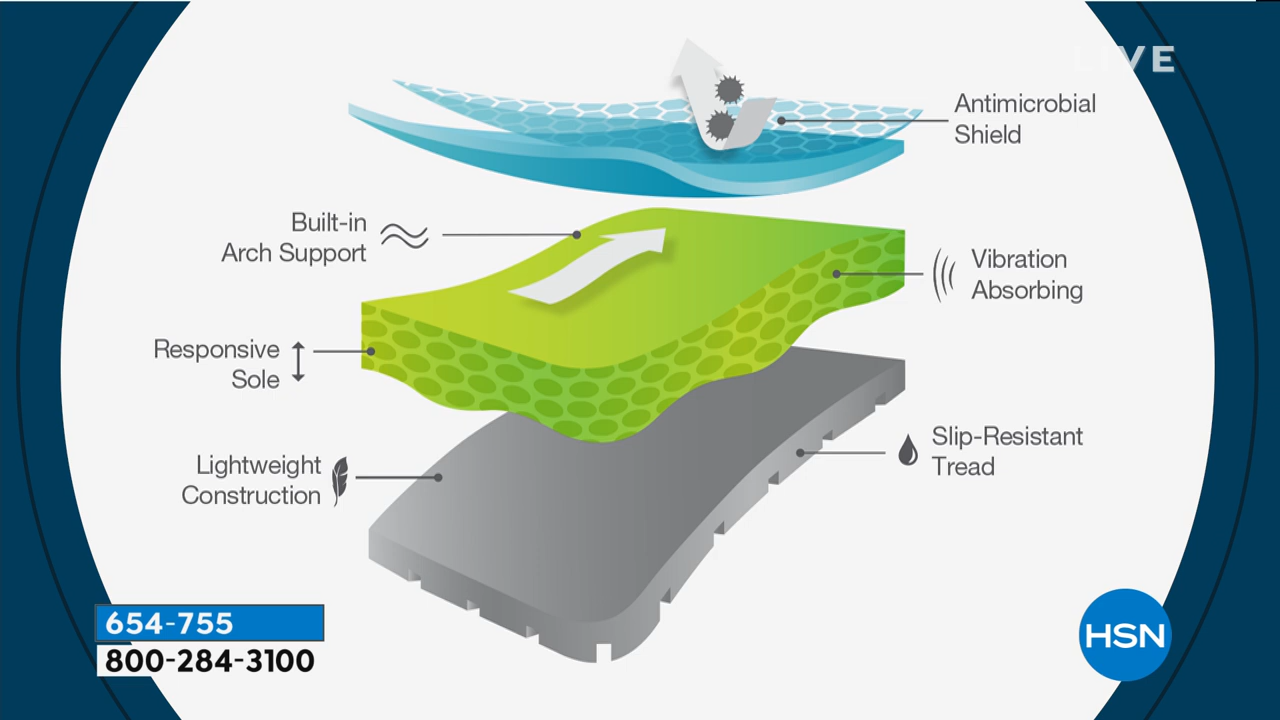 LIVE
Antimicrobial
Shield
Built-in
Arch Support
Vibration
Absorbing
Responsive
Sole
Slip-Resistant
Tread
Lightweight
Construction
654-755
800-284-3100
HSN